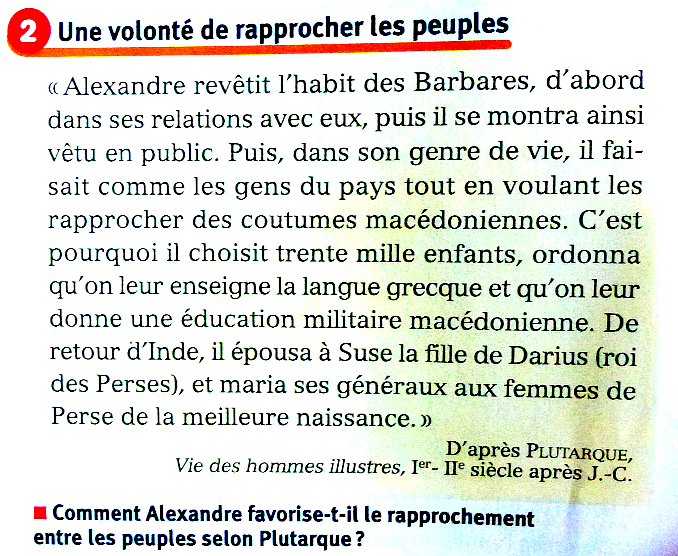 2 Une volonté de rapprocher les peuples
« Alexandre revêtit l'habit des Barbares, d'abord
dans ses relations avec eux, puis il se montra ainsi
vêtu en public. Puis, dans son genre de vie, il fai-
sait comme les gens du pays tout en voulant les
rapprocher des coutumes macédoniennes. C'est
pourquoi il choisit trente mille enfants, ordonna
qu'on leur enseigne la langue grecque et qu'on leur
donne une éducation militaire macédonienne. De
retour d'Inde, il épousa à Suse la fille de Darius (roi
des Perses), et maria ses généraux aux femmes de
Perse de la meilleure naissance. »
D'après PLUTARQUE,
Vie des hommes illustres, Ier- IIe siècle après J.-C.
■ Comment Alexandre favorise-t-il le rapprochement
entre les peuples selon Plutarque ?